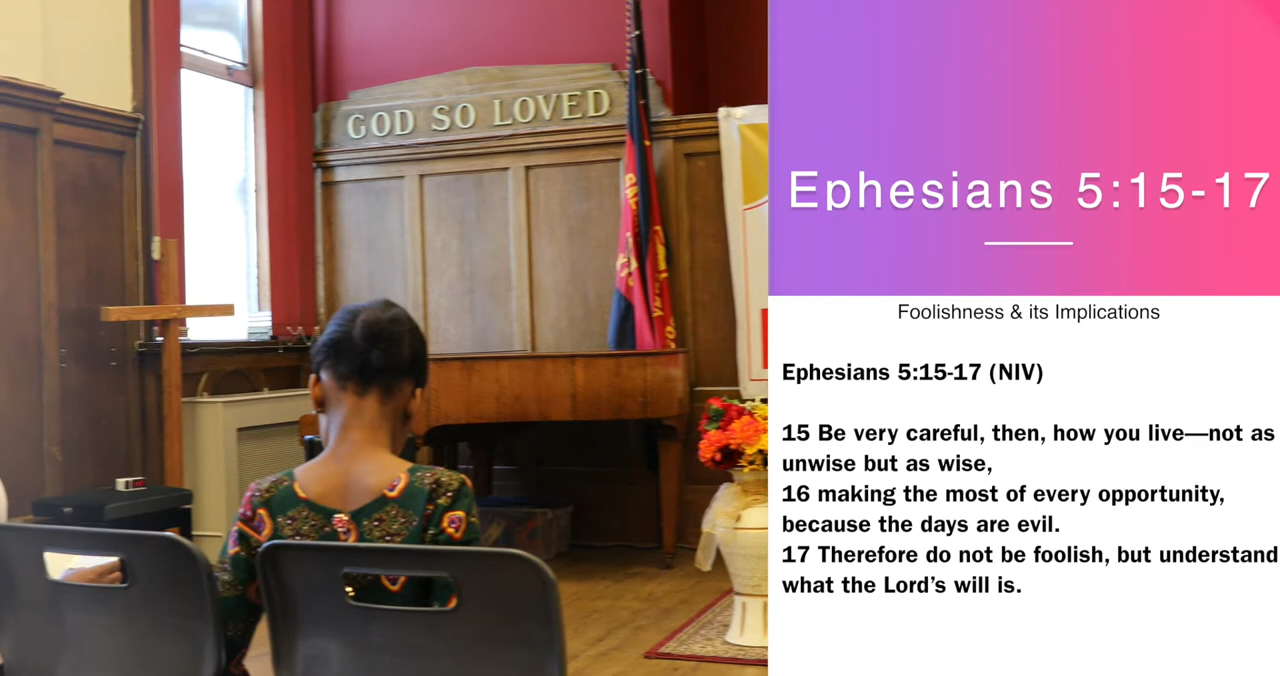 GOD SO LOVED
Ephesians 5:15-17
Foolishness & its Implications
Ephesians 5:15-17 (NIV)
15 Be very careful, then, how you live—not as
unwise but as wise,
16 making the most of every opportunity,
because the days are evil.
17 Therefore do not be foolish, but understand
what the Lord’s will is.